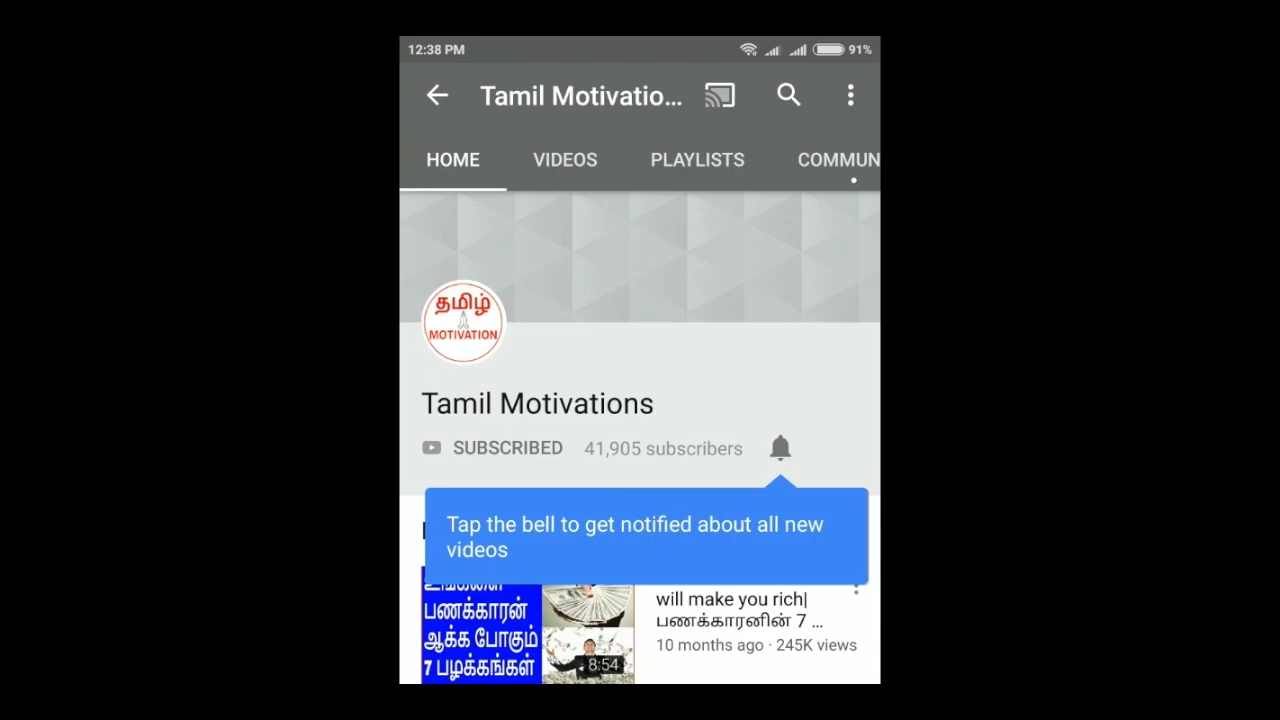 12:38 PM
91%
Tamil Motivatio...
HOME VIDEOS PLAYLISTS COMMUN
தமிழ்
MOTIVATION
Tamil Motivations
SUBSCRIBED 41,905 subscribers
Tap the bell to get notified about all new
videos
உங்களை
பணக்காரன்
ஆக்க போகும்
7 பழக்கங்கள்
8:54
will make you rich|
பணக்காரனின் 7 ...
10 months ago · 245K views